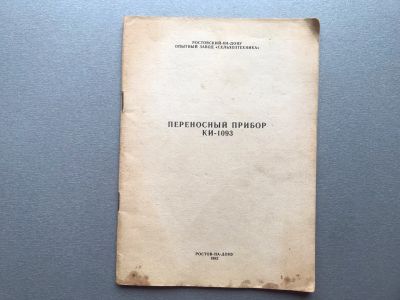 РОСТОВСКИЙ-НА-ДОНУ
ОПЫТНЫЙ ЗАВОД «СЕЛЬХОЗТЕХНИКА»
ПЕРЕНОСНЫЙ ПРИБОР
КИ-1093
РОСТОВ-НА-ДОНУ